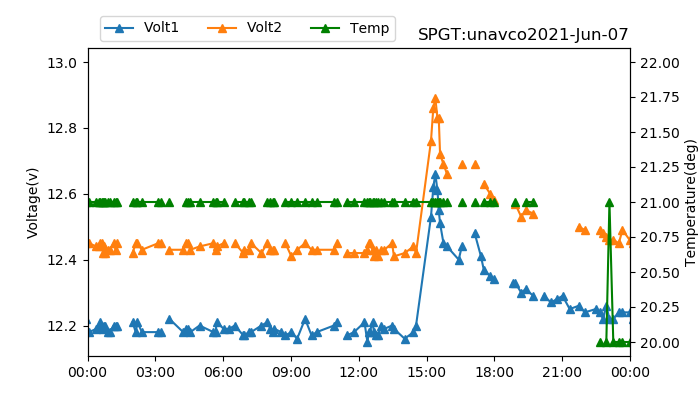 Volt1 Volt2 Temp
SPGT:unavco2021-Jun-07
13.0 22.00
21.75
12.8 21.50
21.25
12.6 21.00
Voltage(v) Temperature(deg)
20.75
12.4 20.50
20.25
12.2 20.00
00:00 03:00 06:00 09:00 12:00 15:00 18:00 21:00 00:00